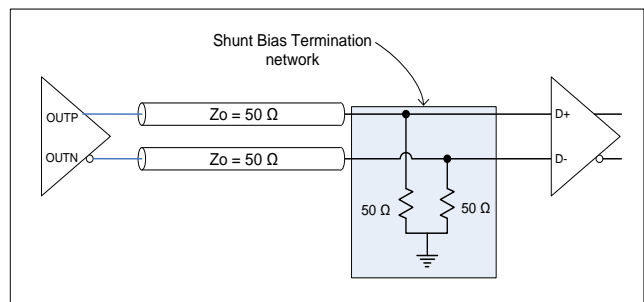 Shunt Bias Termination
network
OUTP
OUTN
Zo = 50 Ω
Zo = 50 Ω
D+
D-
50 Ω
50 Ω